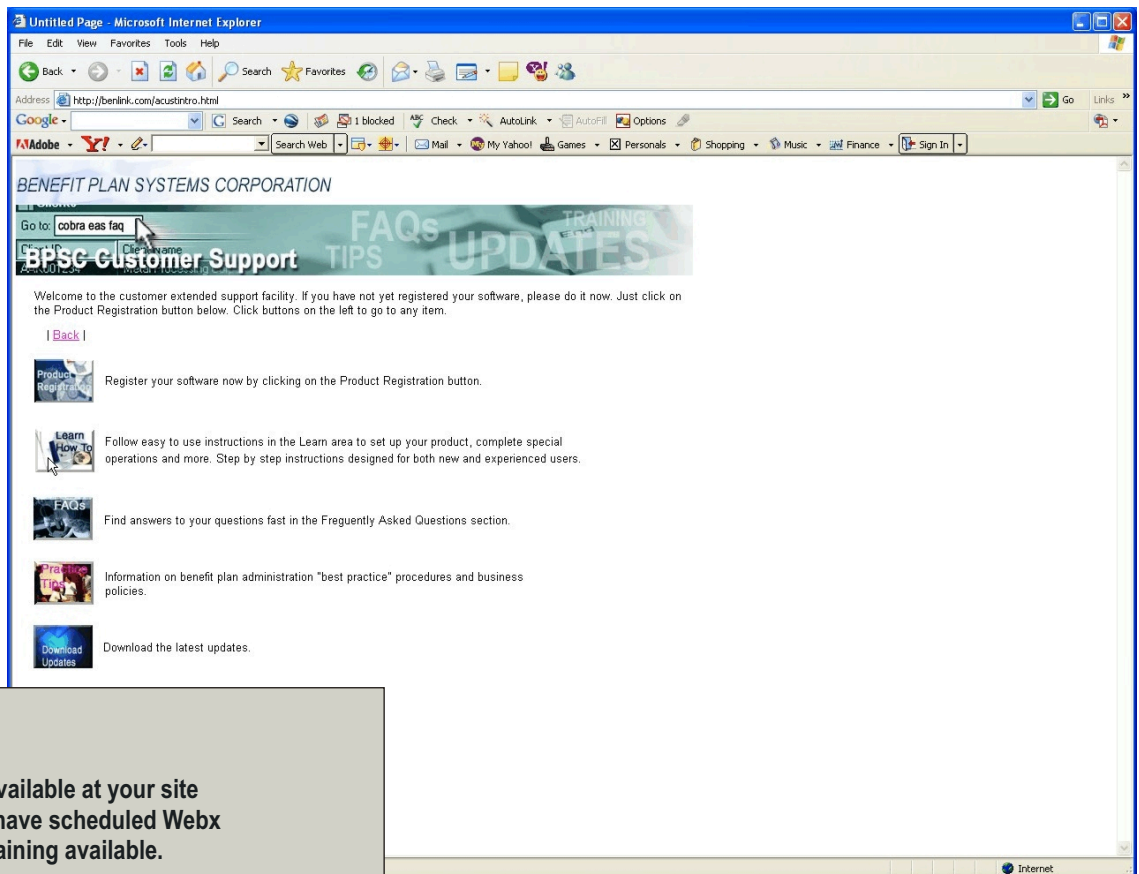 Untitled Page - Microsoft Internet Explorer
File Edit View Favorites Tools Help
Back Search Favorites
Address http://benlink.com/acustintro.html Go Links »
Google - Search 1 blocked Check AutoLink AutoFill Options
Adobe - Y! - Search Web Mail My Yahoo! Games Personals Shopping Music Finance Sign In
BENEFIT PLAN SYSTEMS CORPORATION
Clients
Go to: cobra eas faq
FAQs TRAINING
Client ID Client Name
BPSC Customer Support TIPS UPDATES
Welcome to the customer extended support facility. If you have not yet registered your software, please do it now. Just click on
the Product Registration button below. Click buttons on the left to go to any item.
| Back |
Product
Registration
Register your software now by clicking on the Product Registration button.
Learn
How To
Follow easy to use instructions in the Learn area to set up your product, complete special
operations and more. Step by step instructions designed for both new and experienced users.
FAQs
Find answers to your questions fast in the Freguently Asked Questions section.
Practice
Tips
Information on benefit plan administration "best practice" procedures and business
policies.
Download
Updates
Download the latest updates.
vailable at your site
have scheduled Webx
aining available.
Internet